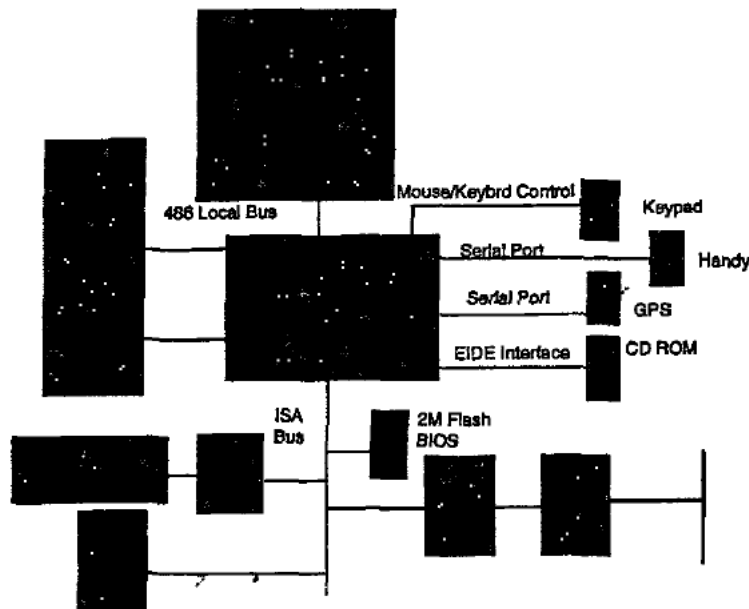 Mouse/Keybrd Control
Keypad
486 Local Bus
Serial Port
Handy
Serial Port
GPS
EIDE Interface
CD ROM
ISA
Bus
2M Flash
BIOS